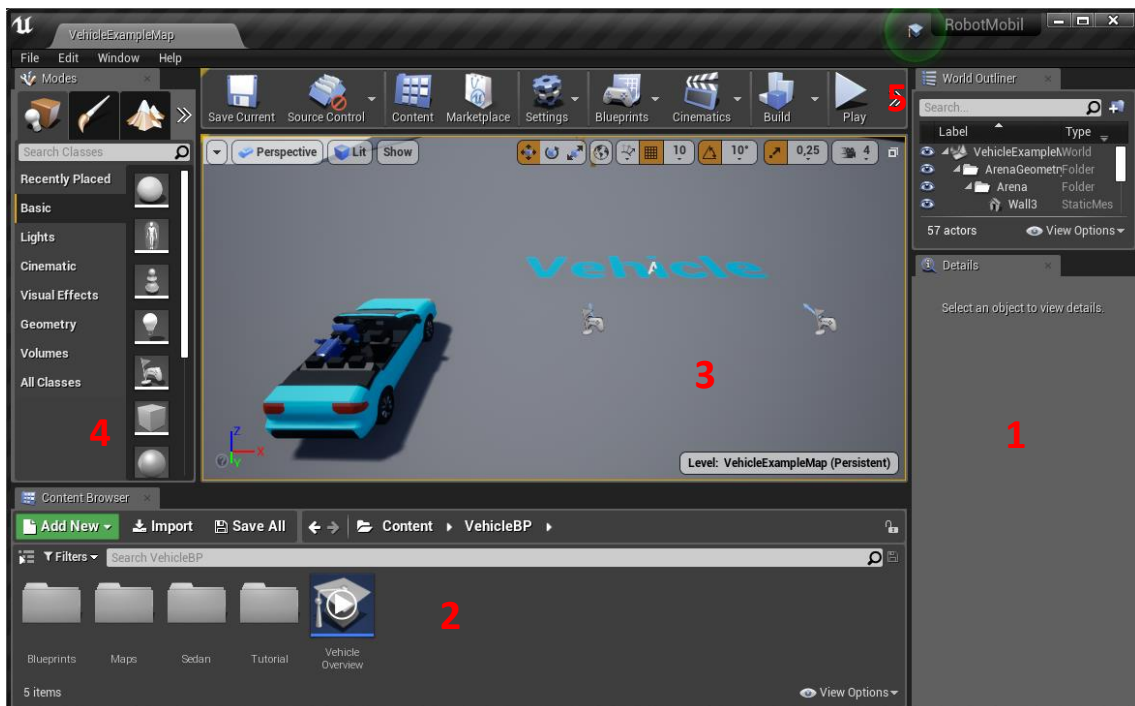 VehicleExampleMap
RobotMobil
File Edit Window Help
Modes
Search Classes
Recently Placed
Basic
Lights
Cinematic
Visual Effects
Geometry
Volumes
All Classes
4
Save Current Source Control Content Marketplace Settings Blueprints Cinematics Build Play
5
Perspective Lit Show
10 10° 0,25 4
Vehicle
3
Z
X
Y
Level: VehicleExampleMap (Persistent)
World Outliner
Search...
Label Type
VehicleExampleM World
ArenaGeometr Folder
Arena Folder
Wall3 StaticMes
57 actors View Options
Details
Select an object to view details.
1
Content Browser
Add New Import Save All Content VehicleBP
Filters Search VehicleBP
2
Blueprints Maps Sedan Tutorial Vehicle Overview
5 items View Options